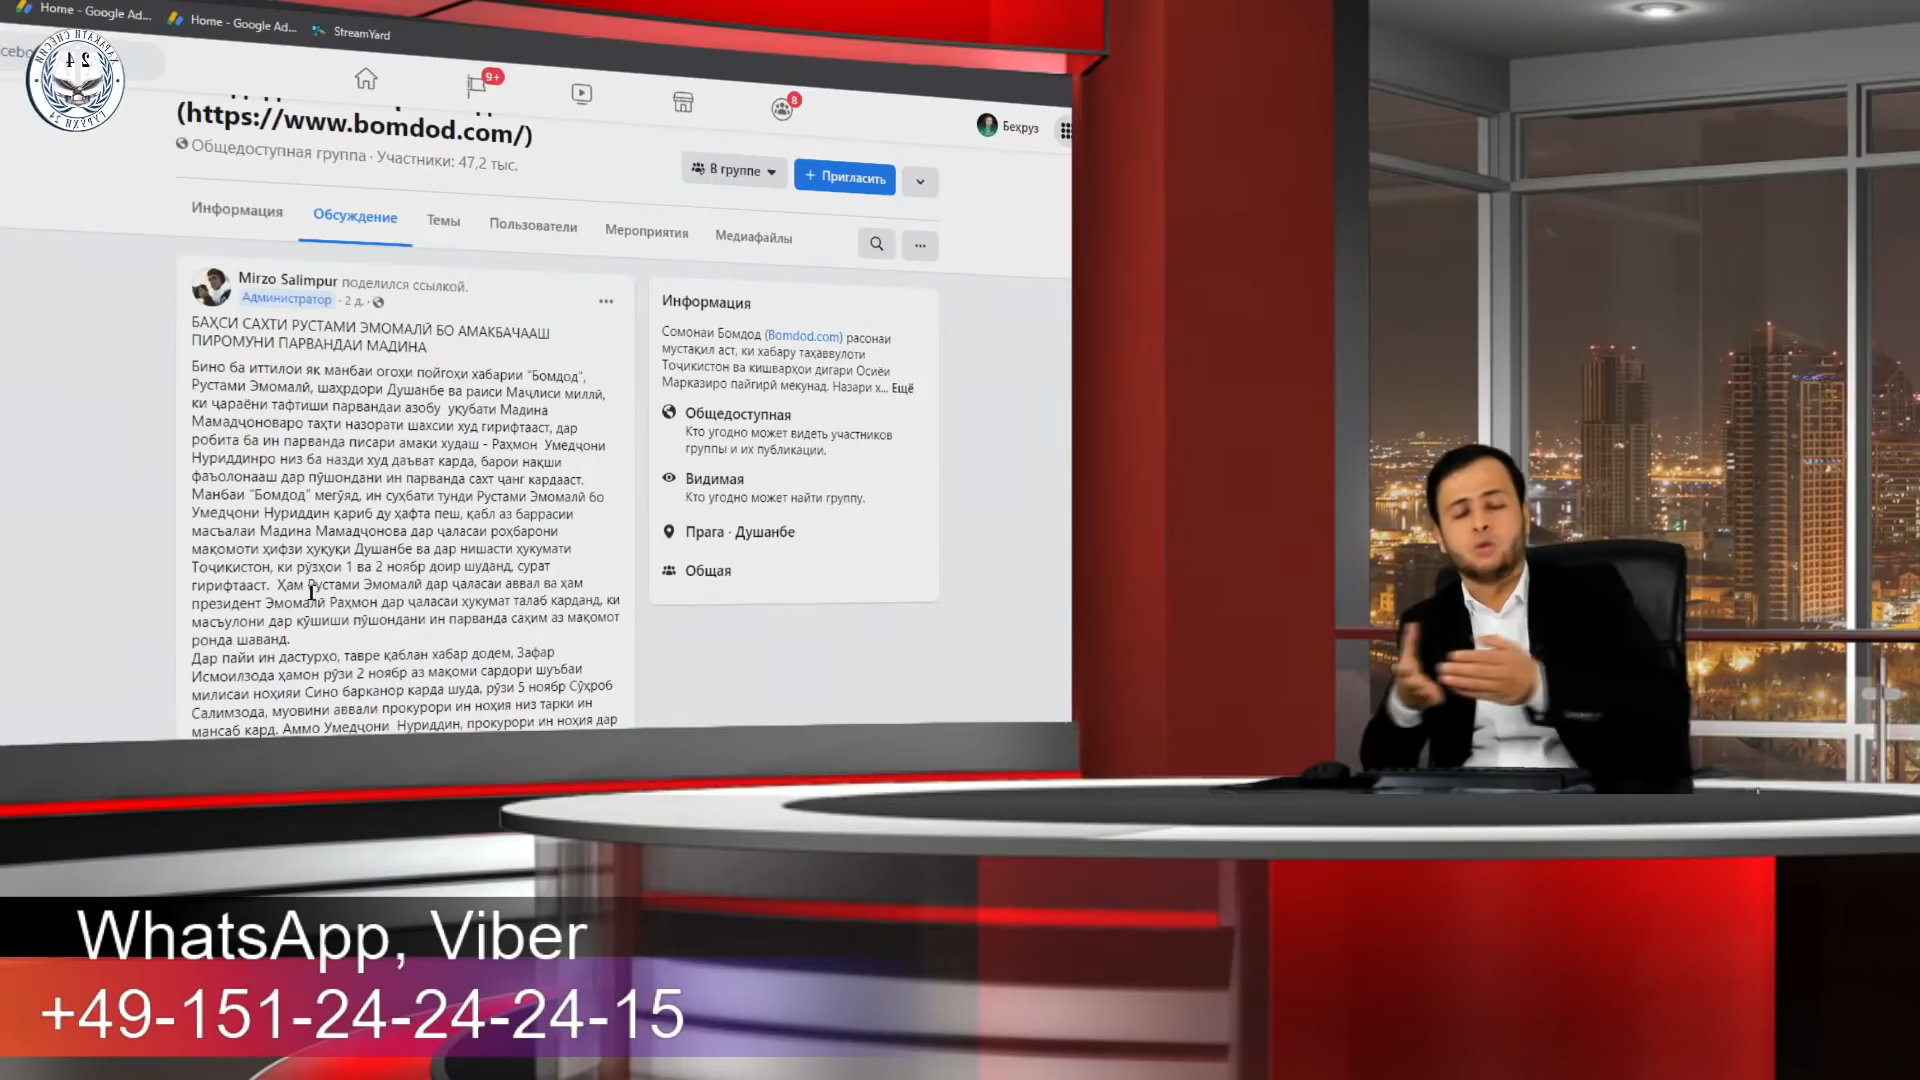 Home - Google Ad...
Home - Google Ad...
StreamYard
24
9+
8
(https://www.bomdod.com/)
Общедоступная группа · Участники: 47,2 тыс.
В группе
+ Пригласить
Бехруз
Информация
Обсуждение
Темы
Пользователи
Мероприятия
Медиафайлы
Mirzo Salimpur поделился ссылкой.
Администратор · 2 д. ·
БАҲСИ САХТИ РУСТАМИ ЭМОМАЛӢ БО АМАКБАЧААШ
ПИРОМУНИ ПАРВАНДАИ МАДИНА
Бино ба иттилои як манбаи огоҳи пойгоҳи хабарии "Бомдод",
Рустами Эмомалӣ, шаҳрдори Душанбе ва раиси Маҷлиси миллӣ,
ки ҷараёни тафтиши парвандаи азобу уқубати Мадина
Мамадҷоноваро таҳти назорати шахсии худ гирифтааст, дар
робита ба ин парванда писари амаки худаш - Раҳмон Умедҷони
Нуриддинро низ ба назди худ даъват карда, барои нақши
фаъолонааш дар пӯшондани ин парванда сахт ҷанг кардааст.
Манбаи "Бомдод" мегӯяд, ин суҳбати тунди Рустами Эмомалӣ бо
Умедҷони Нуриддин қариб ду ҳафта пеш, қабл аз баррасии
масъалаи Мадина Мамадҷонова дар ҷаласаи роҳбарони
мақомоти ҳифзи ҳуқуқи Душанбе ва дар нишасти ҳукумати
Тоҷикистон, ки рӯзҳои 1 ва 2 ноябр доир шуданд, сурат
гирифтааст. Ҳам Рустами Эмомалӣ дар ҷаласаи аввал ва ҳам
президент Эмомалӣ Раҳмон дар ҷаласаи ҳукумат талаб карданд, ки
масъулони дар кӯшиши пӯшондани ин парванда саҳим аз мақомот
ронда шаванд.
Дар пайи ин дастурҳо, тавре қаблан хабар додем, Зафар
Исмоилзода ҳамон рӯзи 2 ноябр аз мақоми сардори шуъбаи
милисаи ноҳияи Сино барканор карда шуда, рӯзи 5 ноябр Сӯҳроб
Салимзода, муовини аввали прокурори ин ноҳия низ тарки ин
мансаб кард. Аммо Умедҷони Нуриддин, прокурори ин ноҳия дар
Информация
Сомонаи Бомдод (Bomdod.com) расонаи
мустақил аст, ки хабару таҳаввулоти
Тоҷикистон ва кишварҳои дигари Осиёи
Марказиро пайгирӣ мекунад. Назари х... Ещё
Общедоступная
Кто угодно может видеть участников
группы и их публикации.
Видимая
Кто угодно может найти группу.
Прага · Душанбе
Общая
WhatsApp, Viber
+49-151-24-24-24-15